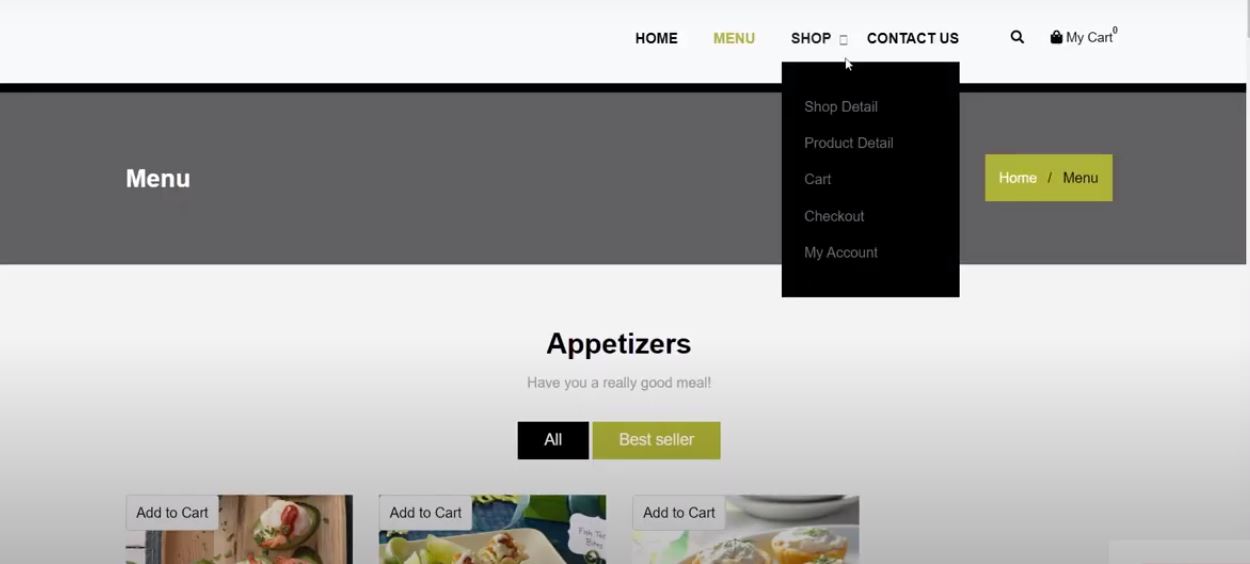 HOME MENU SHOP CONTACT US My Cart 0
Shop Detail
Product Detail
Cart
Checkout
My Account
Menu
Home / Menu
Appetizers
Have you a really good meal!
All Best seller
Add to Cart Add to Cart Add to Cart
Bites